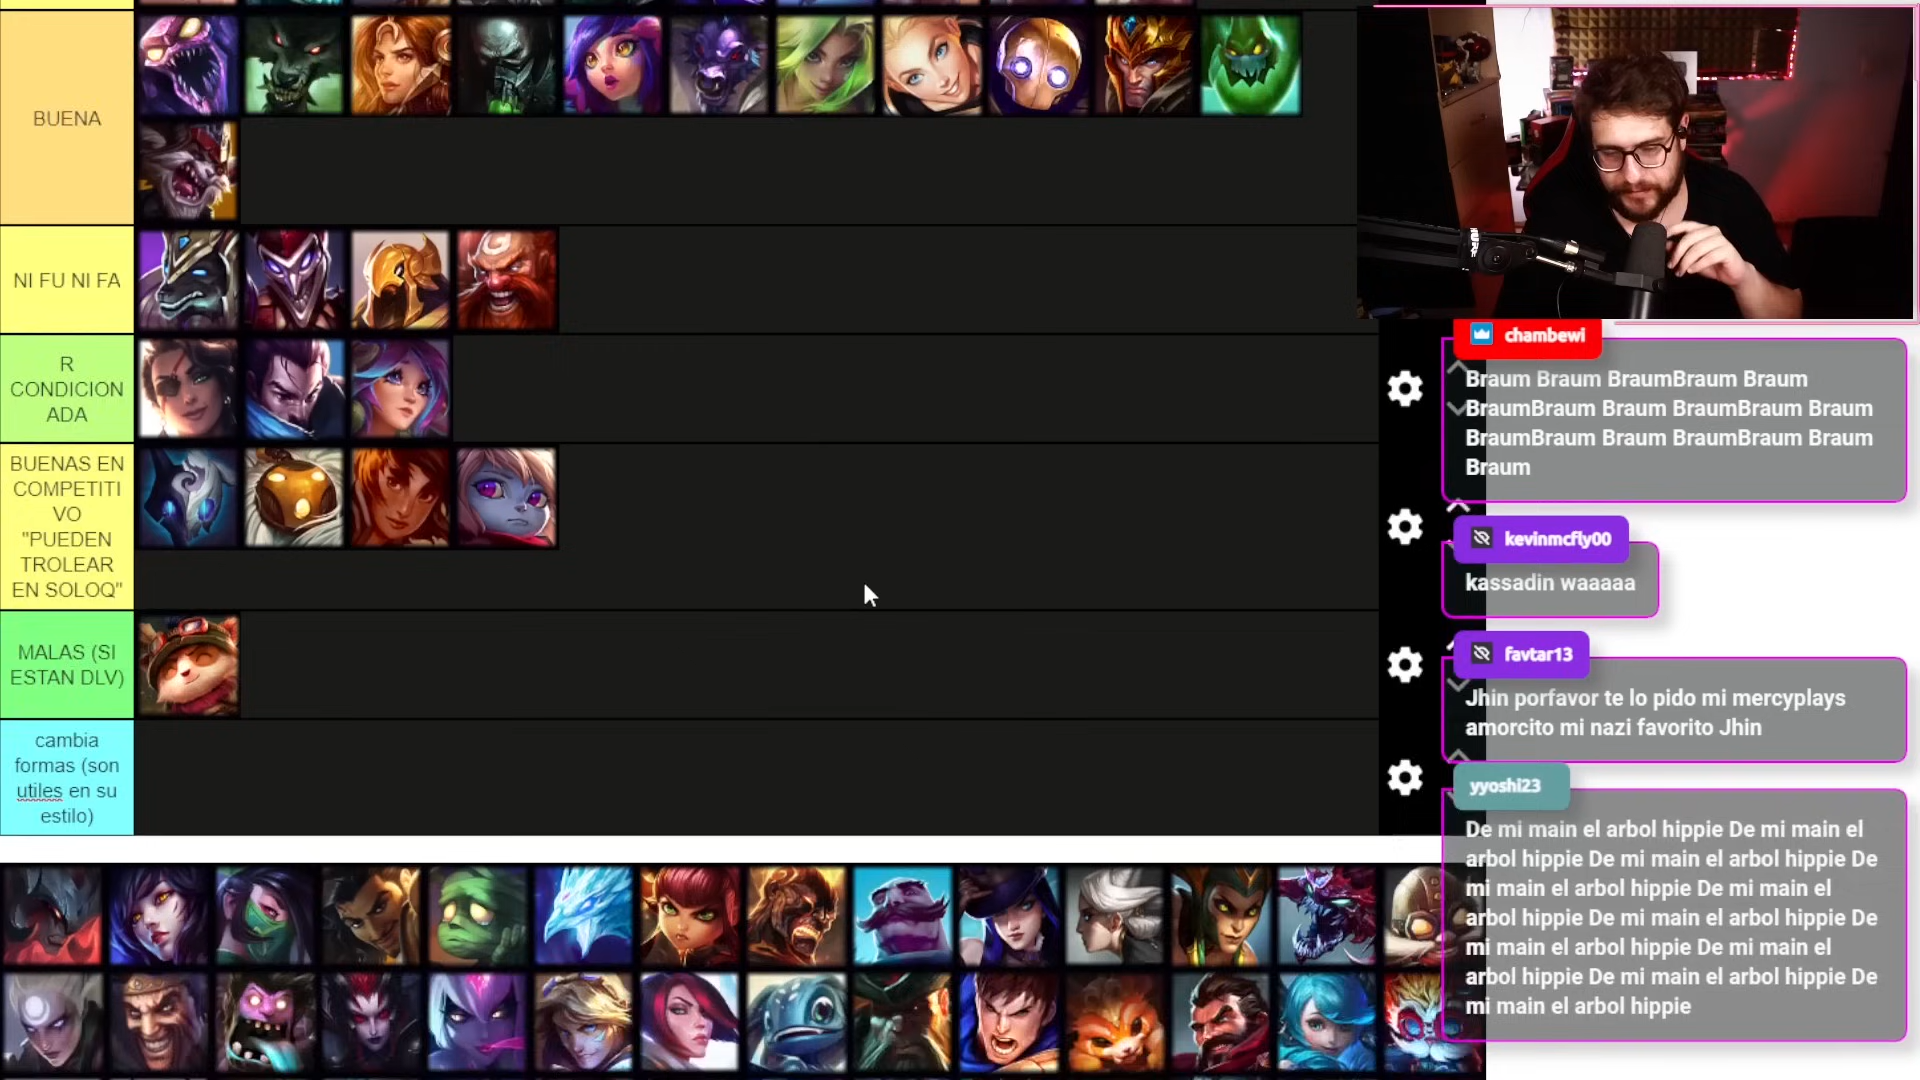 BUENA
NI FU NI FA
R
CONDICION
ADA
BUENAS EN
COMPETITI
VO
"PUEDEN
TROLEAR
EN SOLOQ"
MALAS (SI
ESTAN DLV)
cambia
formas (son
utiles en su
estilo)
chambewi
Braum Braum BraumBraum Braum
BraumBraum Braum BraumBraum Braum
BraumBraum Braum BraumBraum Braum
Braum
kevinmcfly00
kassadin waaaaa
favtar13
Jhin porfavor te lo pido mi mercyplays
amorcito mi nazi favorito Jhin
yyoshi23
De mi main el arbol hippie De mi main el
arbol hippie De mi main el arbol hippie De
mi main el arbol hippie De mi main el
arbol hippie De mi main el arbol hippie De
mi main el arbol hippie De mi main el
arbol hippie De mi main el arbol hippie De
mi main el arbol hippie